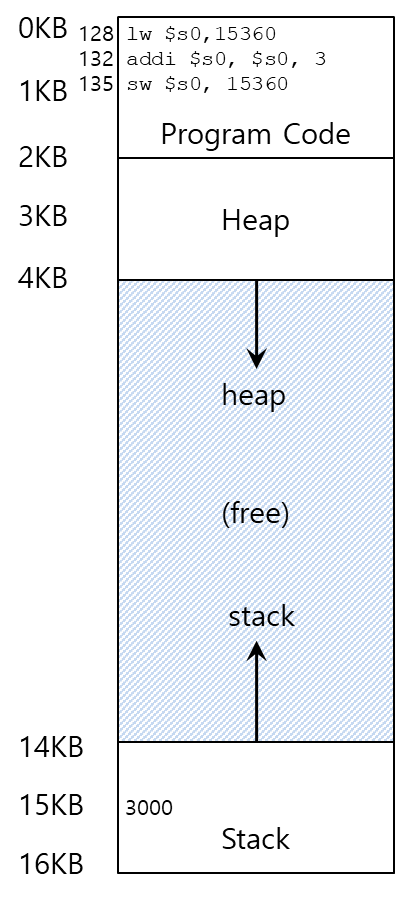 0KB
128 lw $s0,15360
132 addi $s0, $s0, 3
1KB 135 sw $s0, 15360
Program Code
2KB
3KB Heap
4KB
heap
(free)
stack
14KB
15KB 3000
Stack
16KB